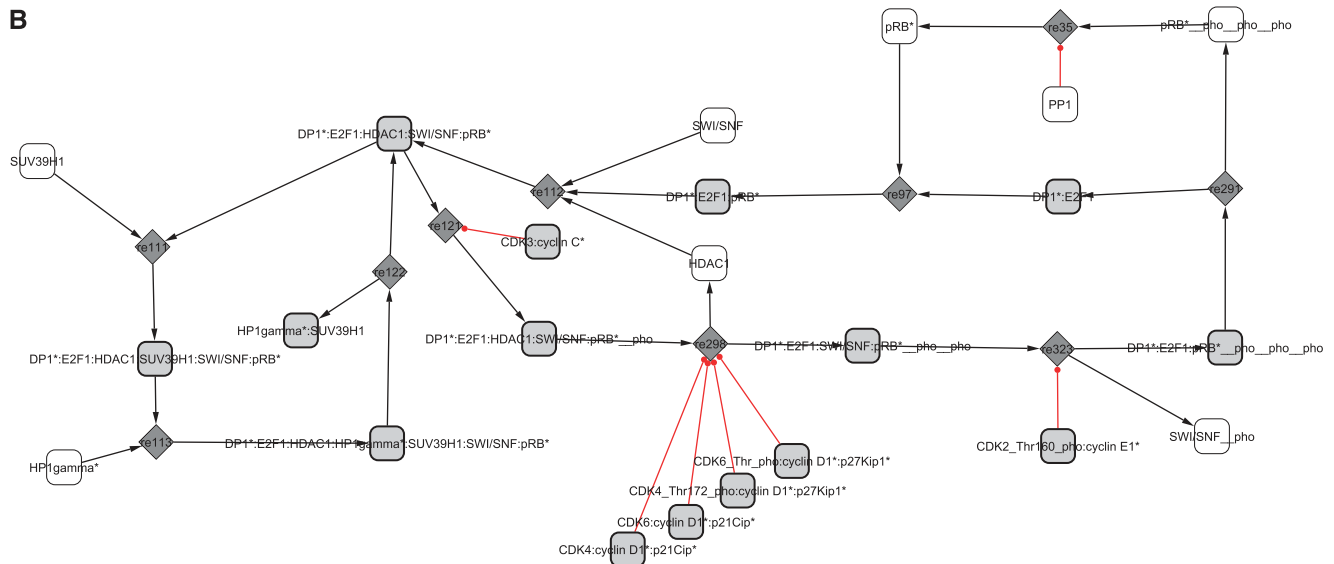 B
pRB*
re35
pRB*__pho__pho__pho
PP1
DP1*:E2F1:HDAC1:SWI/SNF:pRB*
SWI/SNF
SUV39H1
re112
DP1*:E2F1:pRB*
re97
DP1*:E2F1
re291
re111
re121
CDK3:cyclin C*
HDAC1
re122
HP1gamma*:SUV39H1
DP1*:E2F1:HDAC1:SWI/SNF:pRB*__pho
re298
DP1*:E2F1:SWI/SNF:pRB*__pho__pho
re323
DP1*:E2F1:pRB*__pho__pho__pho
DP1*:E2F1:HDAC1:SUV39H1:SWI/SNF:pRB*
re113
DP1*:E2F1:HDAC1:HP1gamma*:SUV39H1:SWI/SNF:pRB*
HP1gamma*
CDK2_Thr160_pho:cyclin E1*
SWI/SNF__pho
CDK6_Thr_pho:cyclin D1*:p27Kip1*
CDK4_Thr172_pho:cyclin D1*:p27Kip1*
CDK6:cyclin D1*:p21Cip*
CDK4:cyclin D1*:p21Cip*